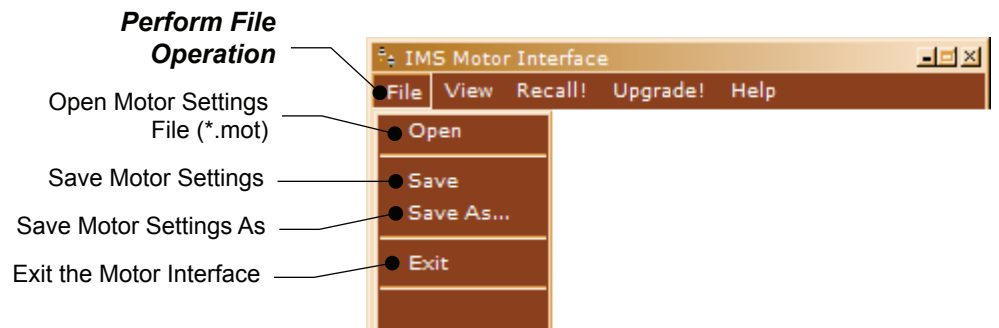 Perform File
Operation
IMS Motor Interface
File View Recall! Upgrade! Help
Open Motor Settings
File (*.mot)
Open
Save Motor Settings
Save
Save Motor Settings As
Save As...
Exit the Motor Interface
Exit